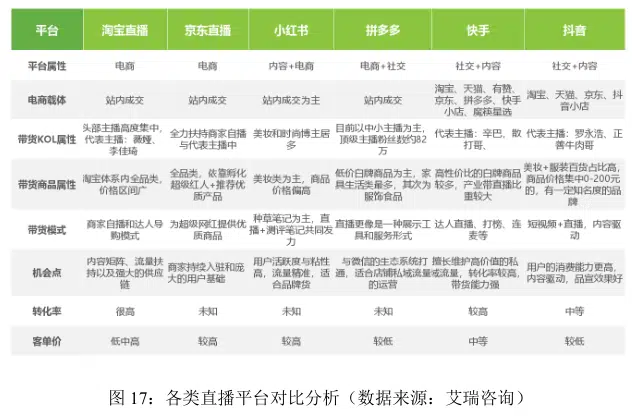 平台 淘宝直播 京东直播 小红书 拼多多 快手 抖音
平台属性 电商 电商 内容+电商 电商+社交 社交+内容 社交+内容
电商载体 站内成交 站内成交 站内成交为主 站内成交 淘宝、天猫、有赞、京东、拼多多、快手小店、魔筷星选 淘宝、天猫、京东、抖音小店
带货KOL属性 头部主播高度集中，代表主播：薇娅、李佳琦 全力扶持商家自播与代表主播中 美妆和时尚博主居多 目前以中小主播为主，顶级主播粉丝数约82万 代表主播：辛巴、散打哥、 代表主播：罗永浩、正善牛肉哥
带货商品属性 淘宝体系内全品类，价格区间广 全品类，依靠孵化超级红人+推荐优质产品 美妆类为主，商品价格偏高 低价白牌商品为主，家具生活类最多，其次为服饰食品 高性价比的白牌商品较多，产业带直播比重较大 美妆+服装百货占比高，商品价格集中0-200元的，有一定知名度的品牌
带货模式 商家自播和达人导购模式 为超级网红提供优质商品 种草笔记为主，直播+测评笔记共同发力 直播更像是一种展示工具和服务形式 达人直播、打榜、连麦等 短视频+直播，内容驱动
机会点 内容矩阵、流量扶持以及强大的供应链 商家持续入驻和庞大的用户基础 用户活跃度与粘性高，流量精准，适合品牌货 与微信的生态系统打通，适合店铺私域流量的运营 擅长维护高价值的私域流量，转化率较高，带货能力强 用户的消费能力更高，内容驱动，品宣效果好
转化率 很高 未知 未知 未知 较高 中等
客单价 低中高 较高 较高 较低 中等 较低
图 17：各类直播平台对比分析（数据来源：艾瑞咨询）